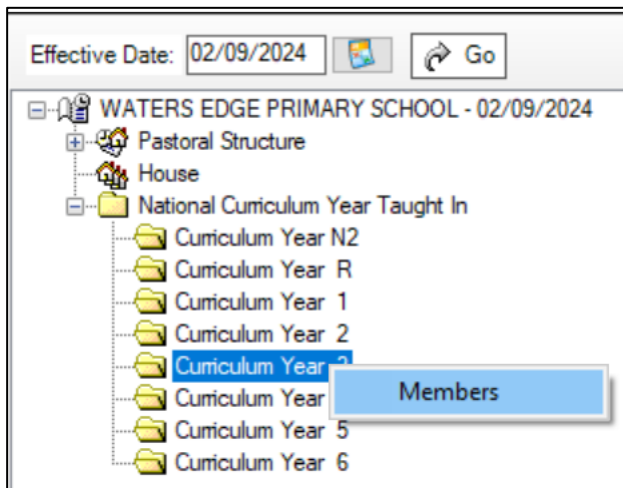 Effective Date: 02/09/2024 Go
WATERS EDGE PRIMARY SCHOOL - 02/09/2024
Pastoral Structure
House
National Curriculum Year Taught In
Curriculum Year N2
Curriculum Year R
Curriculum Year 1
Curriculum Year 2
Curriculum Year
Curriculum Year
Members
Curriculum Year 5
Curriculum Year 6